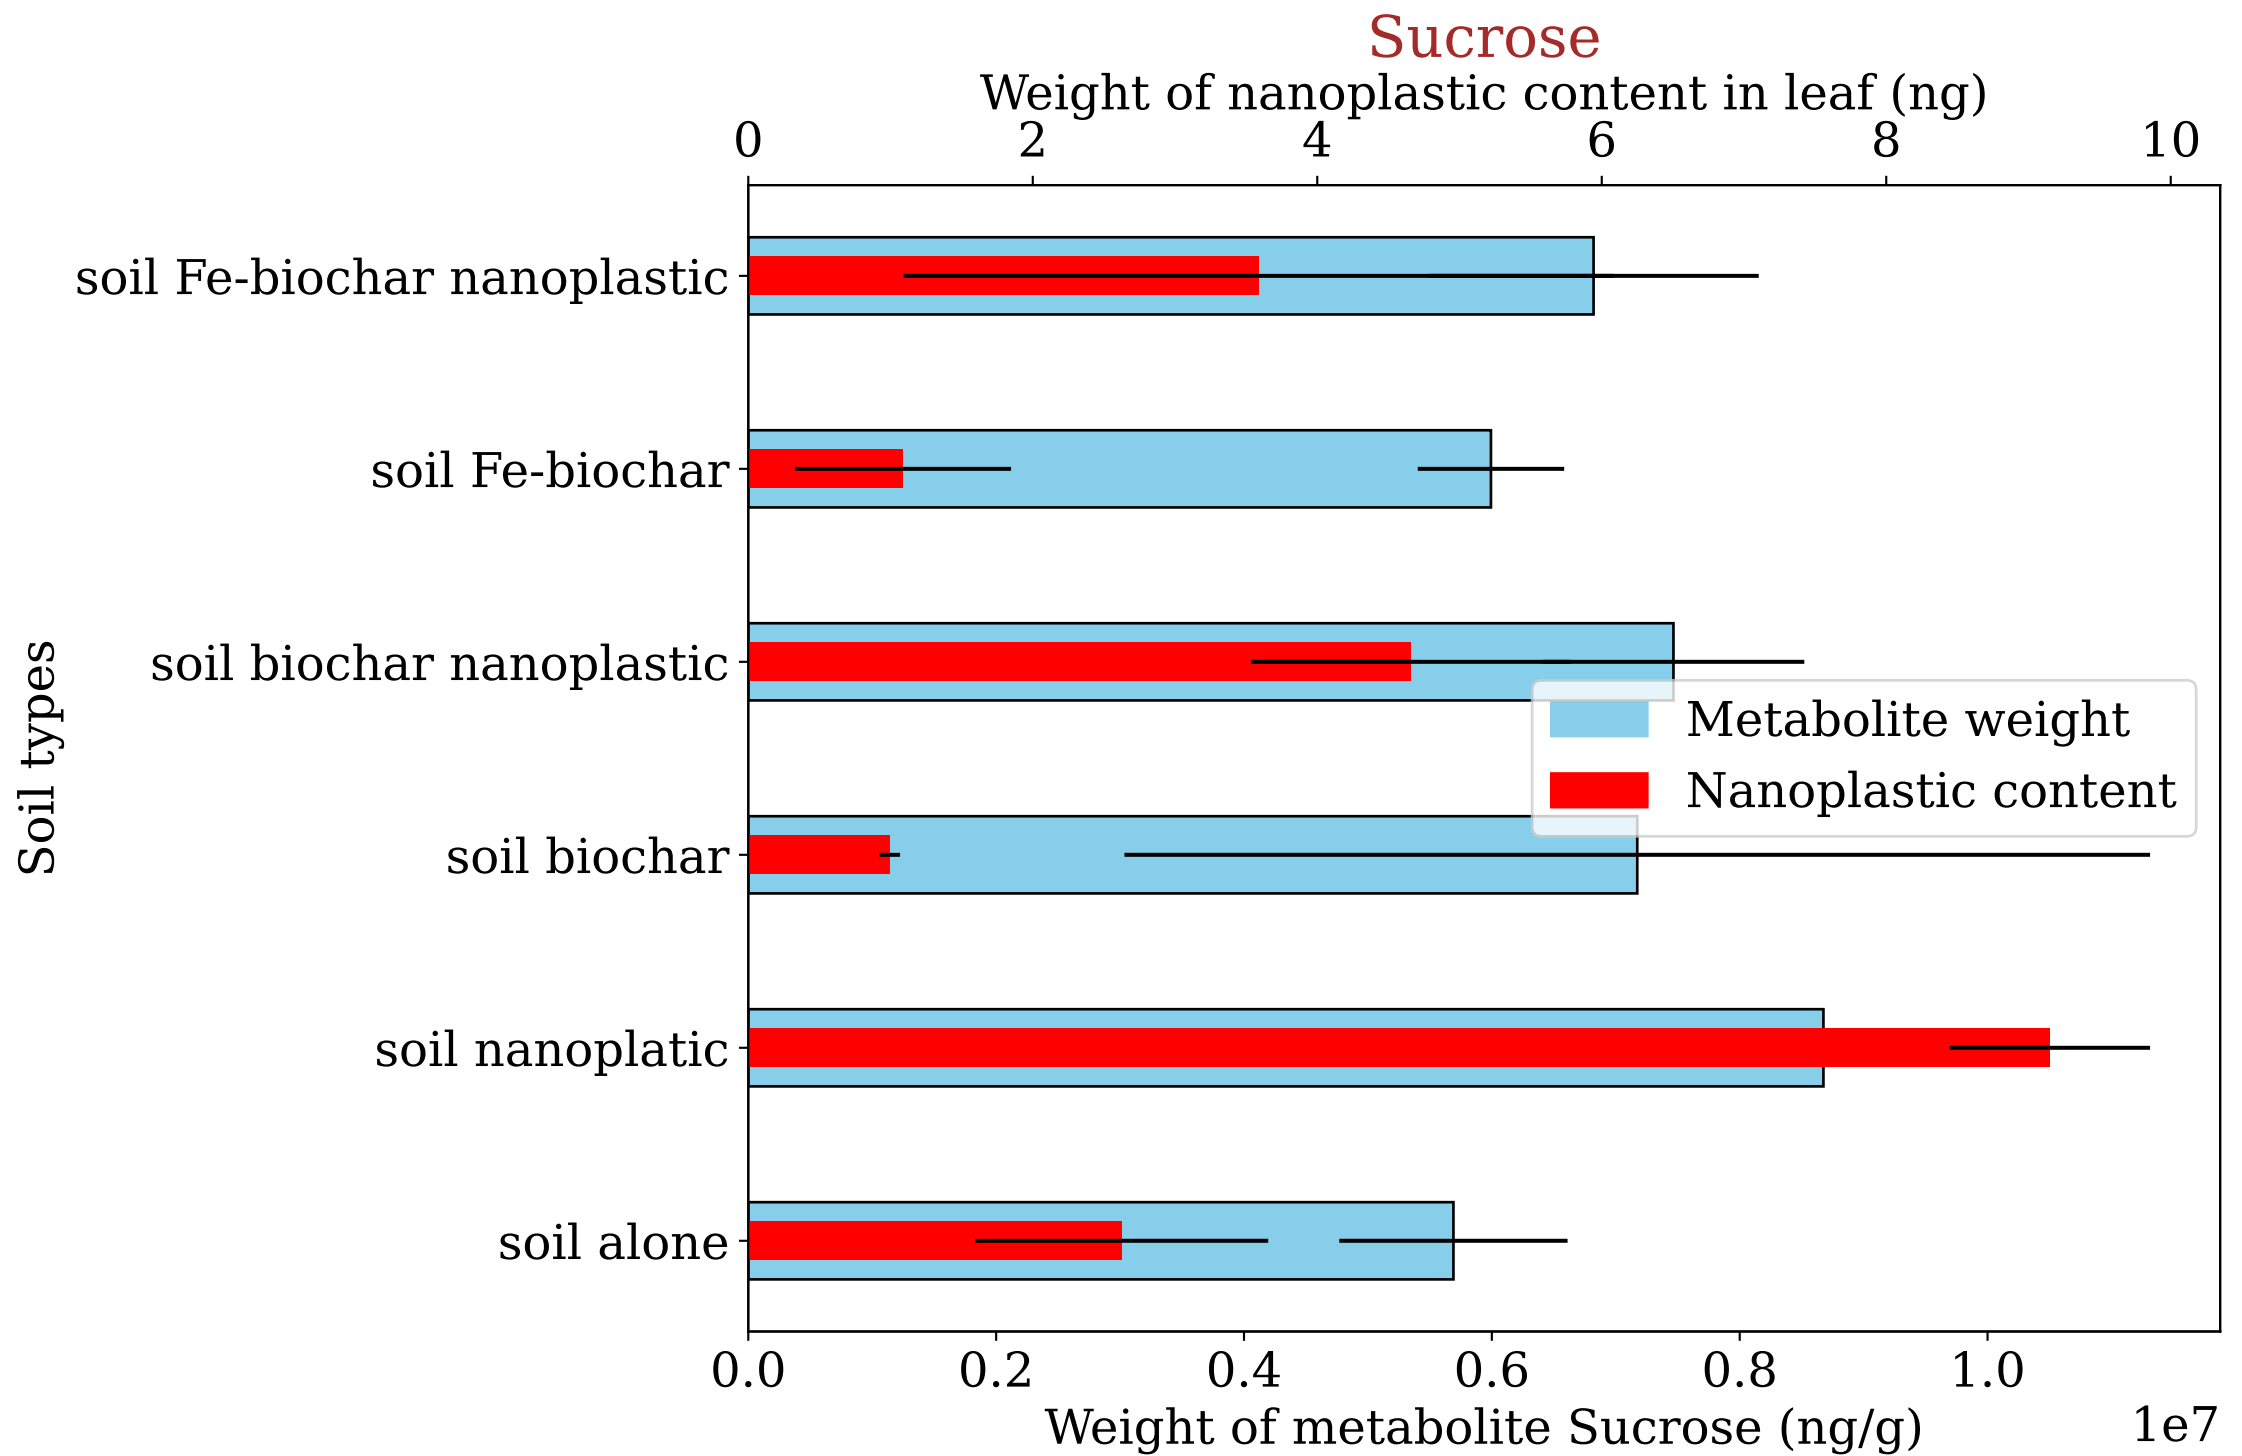 Sucrose
Weight of nanoplastic content in leaf (ng)
0 2 4 6 8 10
soil Fe-biochar nanoplastic
soil Fe-biochar
soil biochar nanoplastic
soil biochar
soil nanoplatic
soil alone
Soil types
Metabolite weight
Nanoplastic content
0.0 0.2 0.4 0.6 0.8 1.0
Weight of metabolite Sucrose (ng/g)
1e7